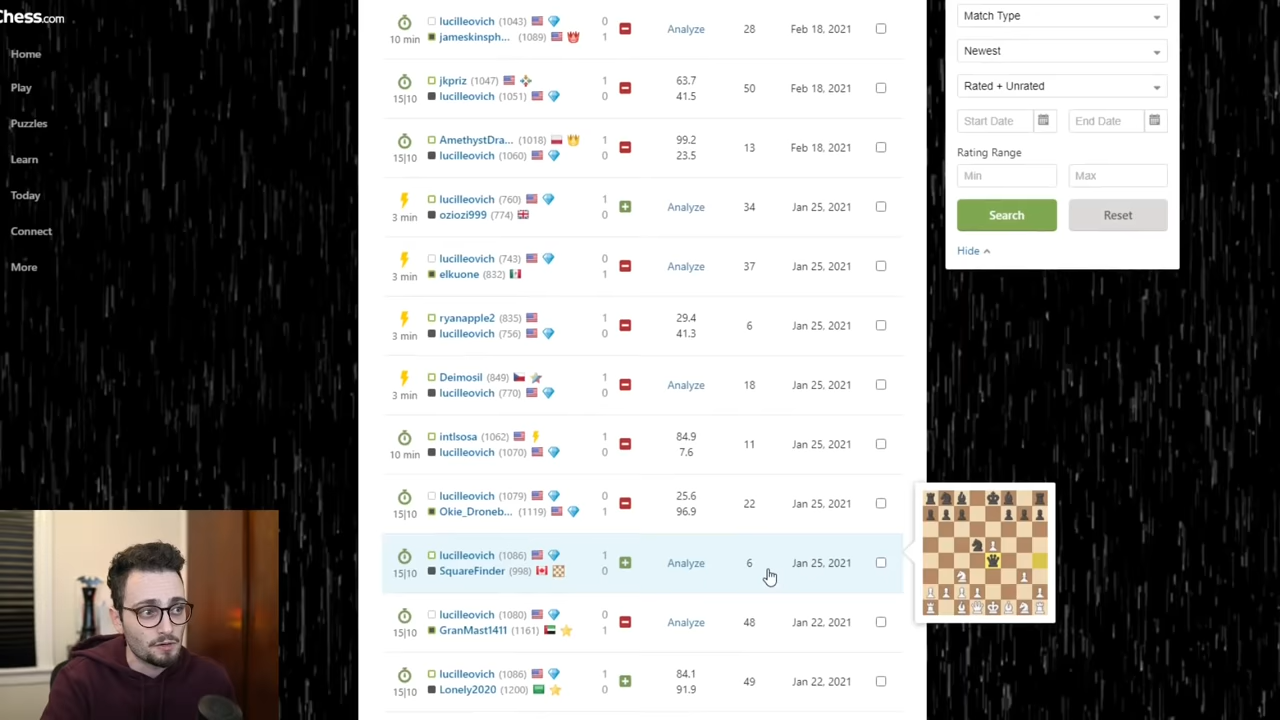 Chess.com
Home
Play
Puzzles
Learn
Today
Connect
More
10 min
lucilleovich (1043)
jameskinsph... (1089)
0
1
Analyze
28
Feb 18, 2021
15|10
jkpriz (1047)
lucilleovich (1051)
1
0
63.7
41.5
50
Feb 18, 2021
15|10
AmethystDra... (1018)
lucilleovich (1060)
1
0
99.2
23.5
13
Feb 18, 2021
3 min
lucilleovich (760)
oziozi999 (774)
1
0
Analyze
34
Jan 25, 2021
3 min
lucilleovich (743)
elkuone (832)
0
1
Analyze
37
Jan 25, 2021
3 min
ryanapple2 (835)
lucilleovich (756)
1
0
29.4
41.3
6
Jan 25, 2021
3 min
Deimosil (849)
lucilleovich (770)
1
0
Analyze
18
Jan 25, 2021
10 min
intlsosa (1062)
lucilleovich (1070)
1
0
84.9
7.6
11
Jan 25, 2021
15|10
lucilleovich (1079)
Okie_Droneb... (1119)
0
1
25.6
96.9
22
Jan 25, 2021
15|10
lucilleovich (1086)
SquareFinder (998)
1
0
Analyze
6
Jan 25, 2021
15|10
lucilleovich (1080)
GranMast1411 (1161)
0
1
Analyze
48
Jan 22, 2021
15|10
lucilleovich (1086)
Lonely2020 (1200)
1
0
84.1
91.9
49
Jan 22, 2021
Match Type
Newest
Rated + Unrated
Start Date
End Date
Rating Range
Min
Max
Search
Reset
Hide